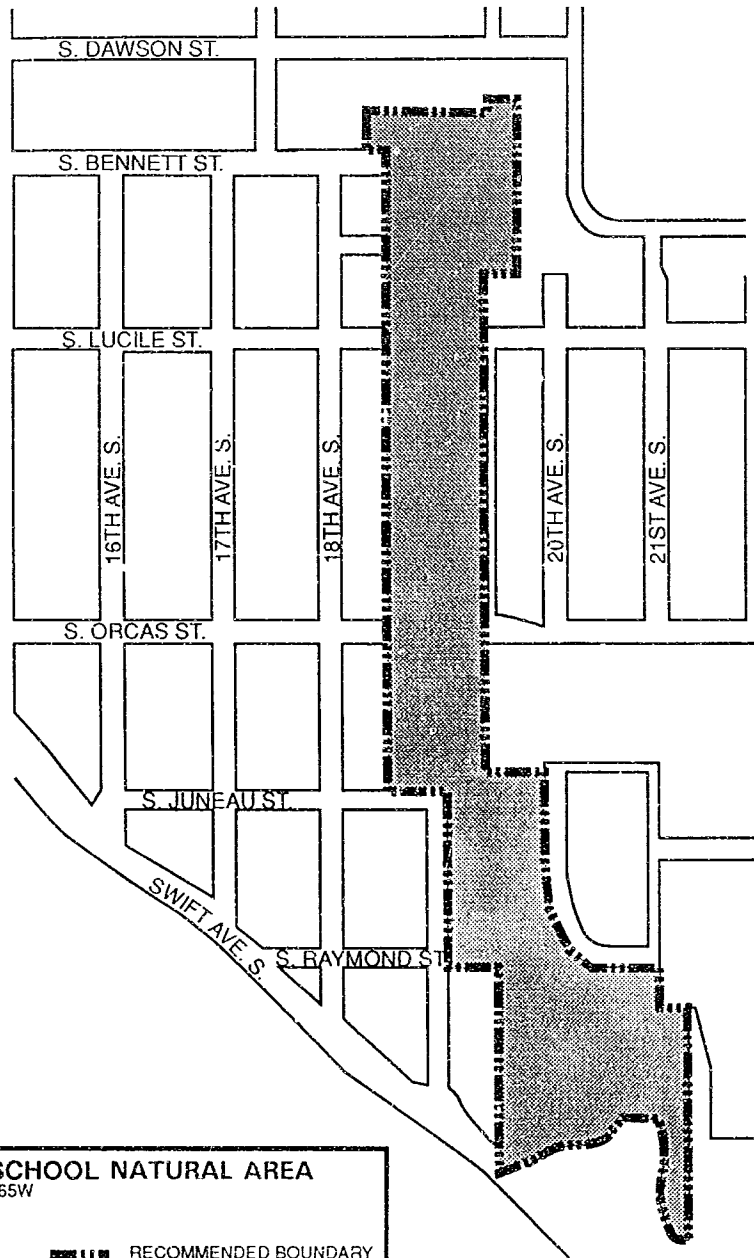 S. DAWSON ST.
S. BENNETT ST.
S. LUCILE ST.
16TH AVE. S.
17TH AVE. S.
18TH AVE. S.
20TH AVE. S.
21ST AVE. S.
S. ORCAS ST.
S. JUNEAU ST.
SWIFT AVE. S.
S. RAYMOND ST.
SCHOOL NATURAL AREA
65W
RECOMMENDED BOUNDARY